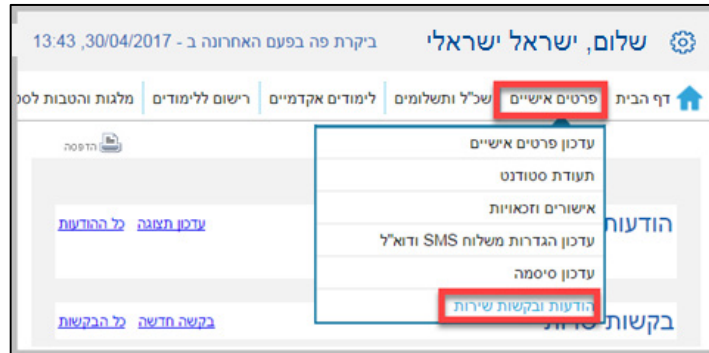 שלום, ישראל ישראלי ביקרת פה בפעם האחרונה ב - 30/04/2017, 13:43
דף הבית פרטים אישיים שכ"ל ותשלומים לימודים אקדמיים רישום ללימודים מלגות והטבות לסט
הדפסה
עדכון פרטים אישיים
תעודת סטודנט
אישורים וזכאויות
עדכון הגדרות משלוח SMS ודוא"ל
עדכון סיסמה
הודעות ובקשות שירות
הודעות עדכון תצוגה כל ההודעות
בקשות שירות בקשה חדשה כל הבקשות